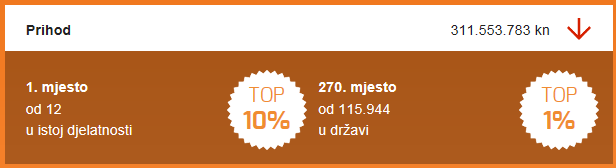 Prihod 311.553.783 kn
1. mjesto
od 12
u istoj djelatnosti
TOP
10%
270. mjesto
od 115.944
u državi
TOP
1%